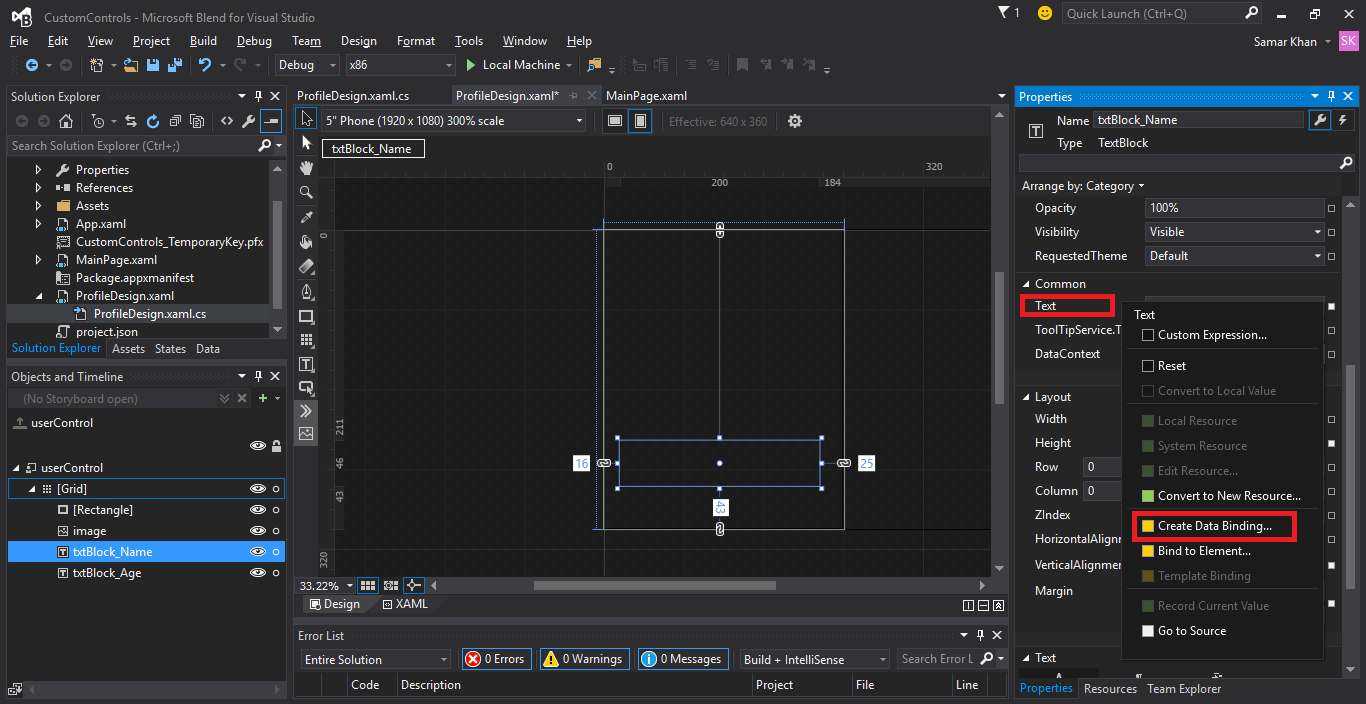 CustomControls - Microsoft Blend for Visual Studio
1
Quick Launch (Ctrl+Q)
File Edit View Project Build Debug Team Design Format Tools Window Help
Samar Khan
SK
Debug
x86
Local Machine
Solution Explorer
Search Solution Explorer (Ctrl+;)
Properties
References
Assets
App.xaml
CustomControls_TemporaryKey.pfx
MainPage.xaml
Package.appxmanifest
ProfileDesign.xaml
ProfileDesign.xaml.cs
project.json
Solution Explorer Assets States Data
Objects and Timeline
(No Storyboard open)
userControl
userControl
[Grid]
[Rectangle]
image
txtBlock_Name
txtBlock_Age
ProfileDesign.xaml.cs
ProfileDesign.xaml*
MainPage.xaml
5" Phone (1920 x 1080) 300% scale
Effective: 640 x 360
txtBlock_Name
0
320
200
184
0
211
46
43
320
16
25
43
33.22%
Design
XAML
Error List
Entire Solution
0 Errors
0 Warnings
0 Messages
Build + IntelliSense
Search Error L
Code
Description
Project
File
Line
Properties
Name txtBlock_Name
Type TextBlock
Arrange by: Category
Opacity 100%
Visibility Visible
RequestedTheme Default
Common
Text
ToolTipService.T
DataContext
Layout
Width
Height
Row 0
Column 0
ZIndex
HorizontalAlignm
VerticalAlignmen
Margin
Text
Text
Custom Expression...
Reset
Convert to Local Value
Local Resource
System Resource
Edit Resource...
Convert to New Resource...
Create Data Binding...
Bind to Element...
Template Binding
Record Current Value
Go to Source
Properties Resources Team Explorer